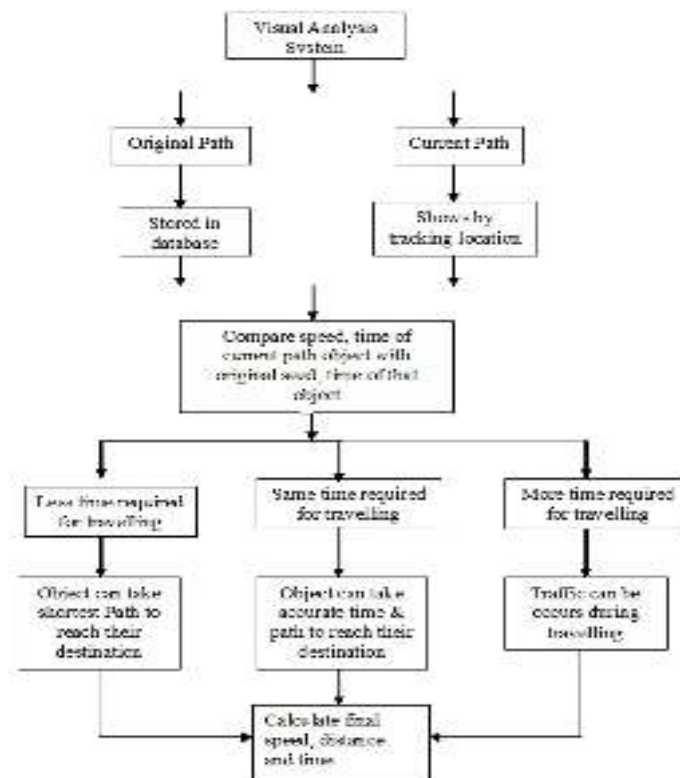 Visual Analysis
System
Original Path
Current Path
Stored in
database
Shows by
tracking location
Compare speed, time of
current path object with
original seed, time of that
object
Less time required
for travelling
Same time required
for travelling
More time required
for travelling
Object can take
shortest Path to
reach their
destination
Object can take
accurate time &
path to reach their
destination
Traffic can be
occurs during
travelling
Calculate final
speed, distance
and time